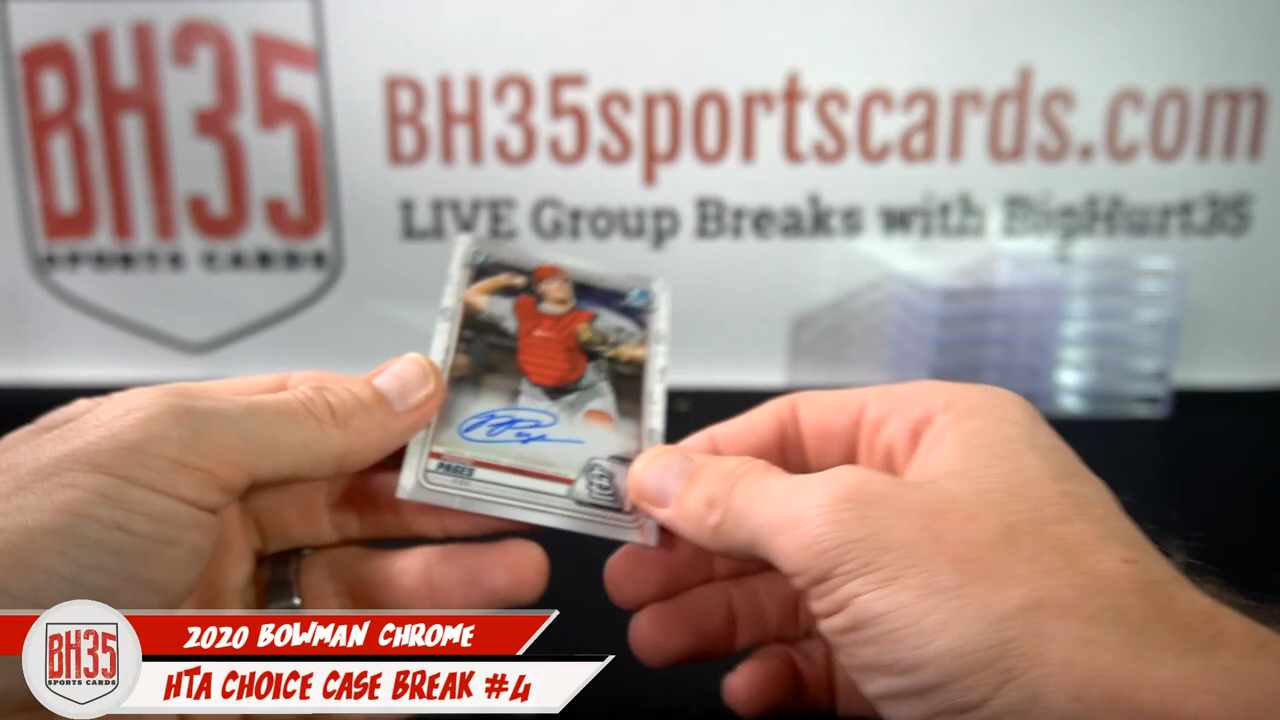 BH35
SPORTS CARDS
BH35sportscards.com
LIVE Group Breaks with BigHurt35
PAGES
BH35
SPORTS CARDS
2020 BOWMAN CHROME
HTA CHOICE CASE BREAK #4